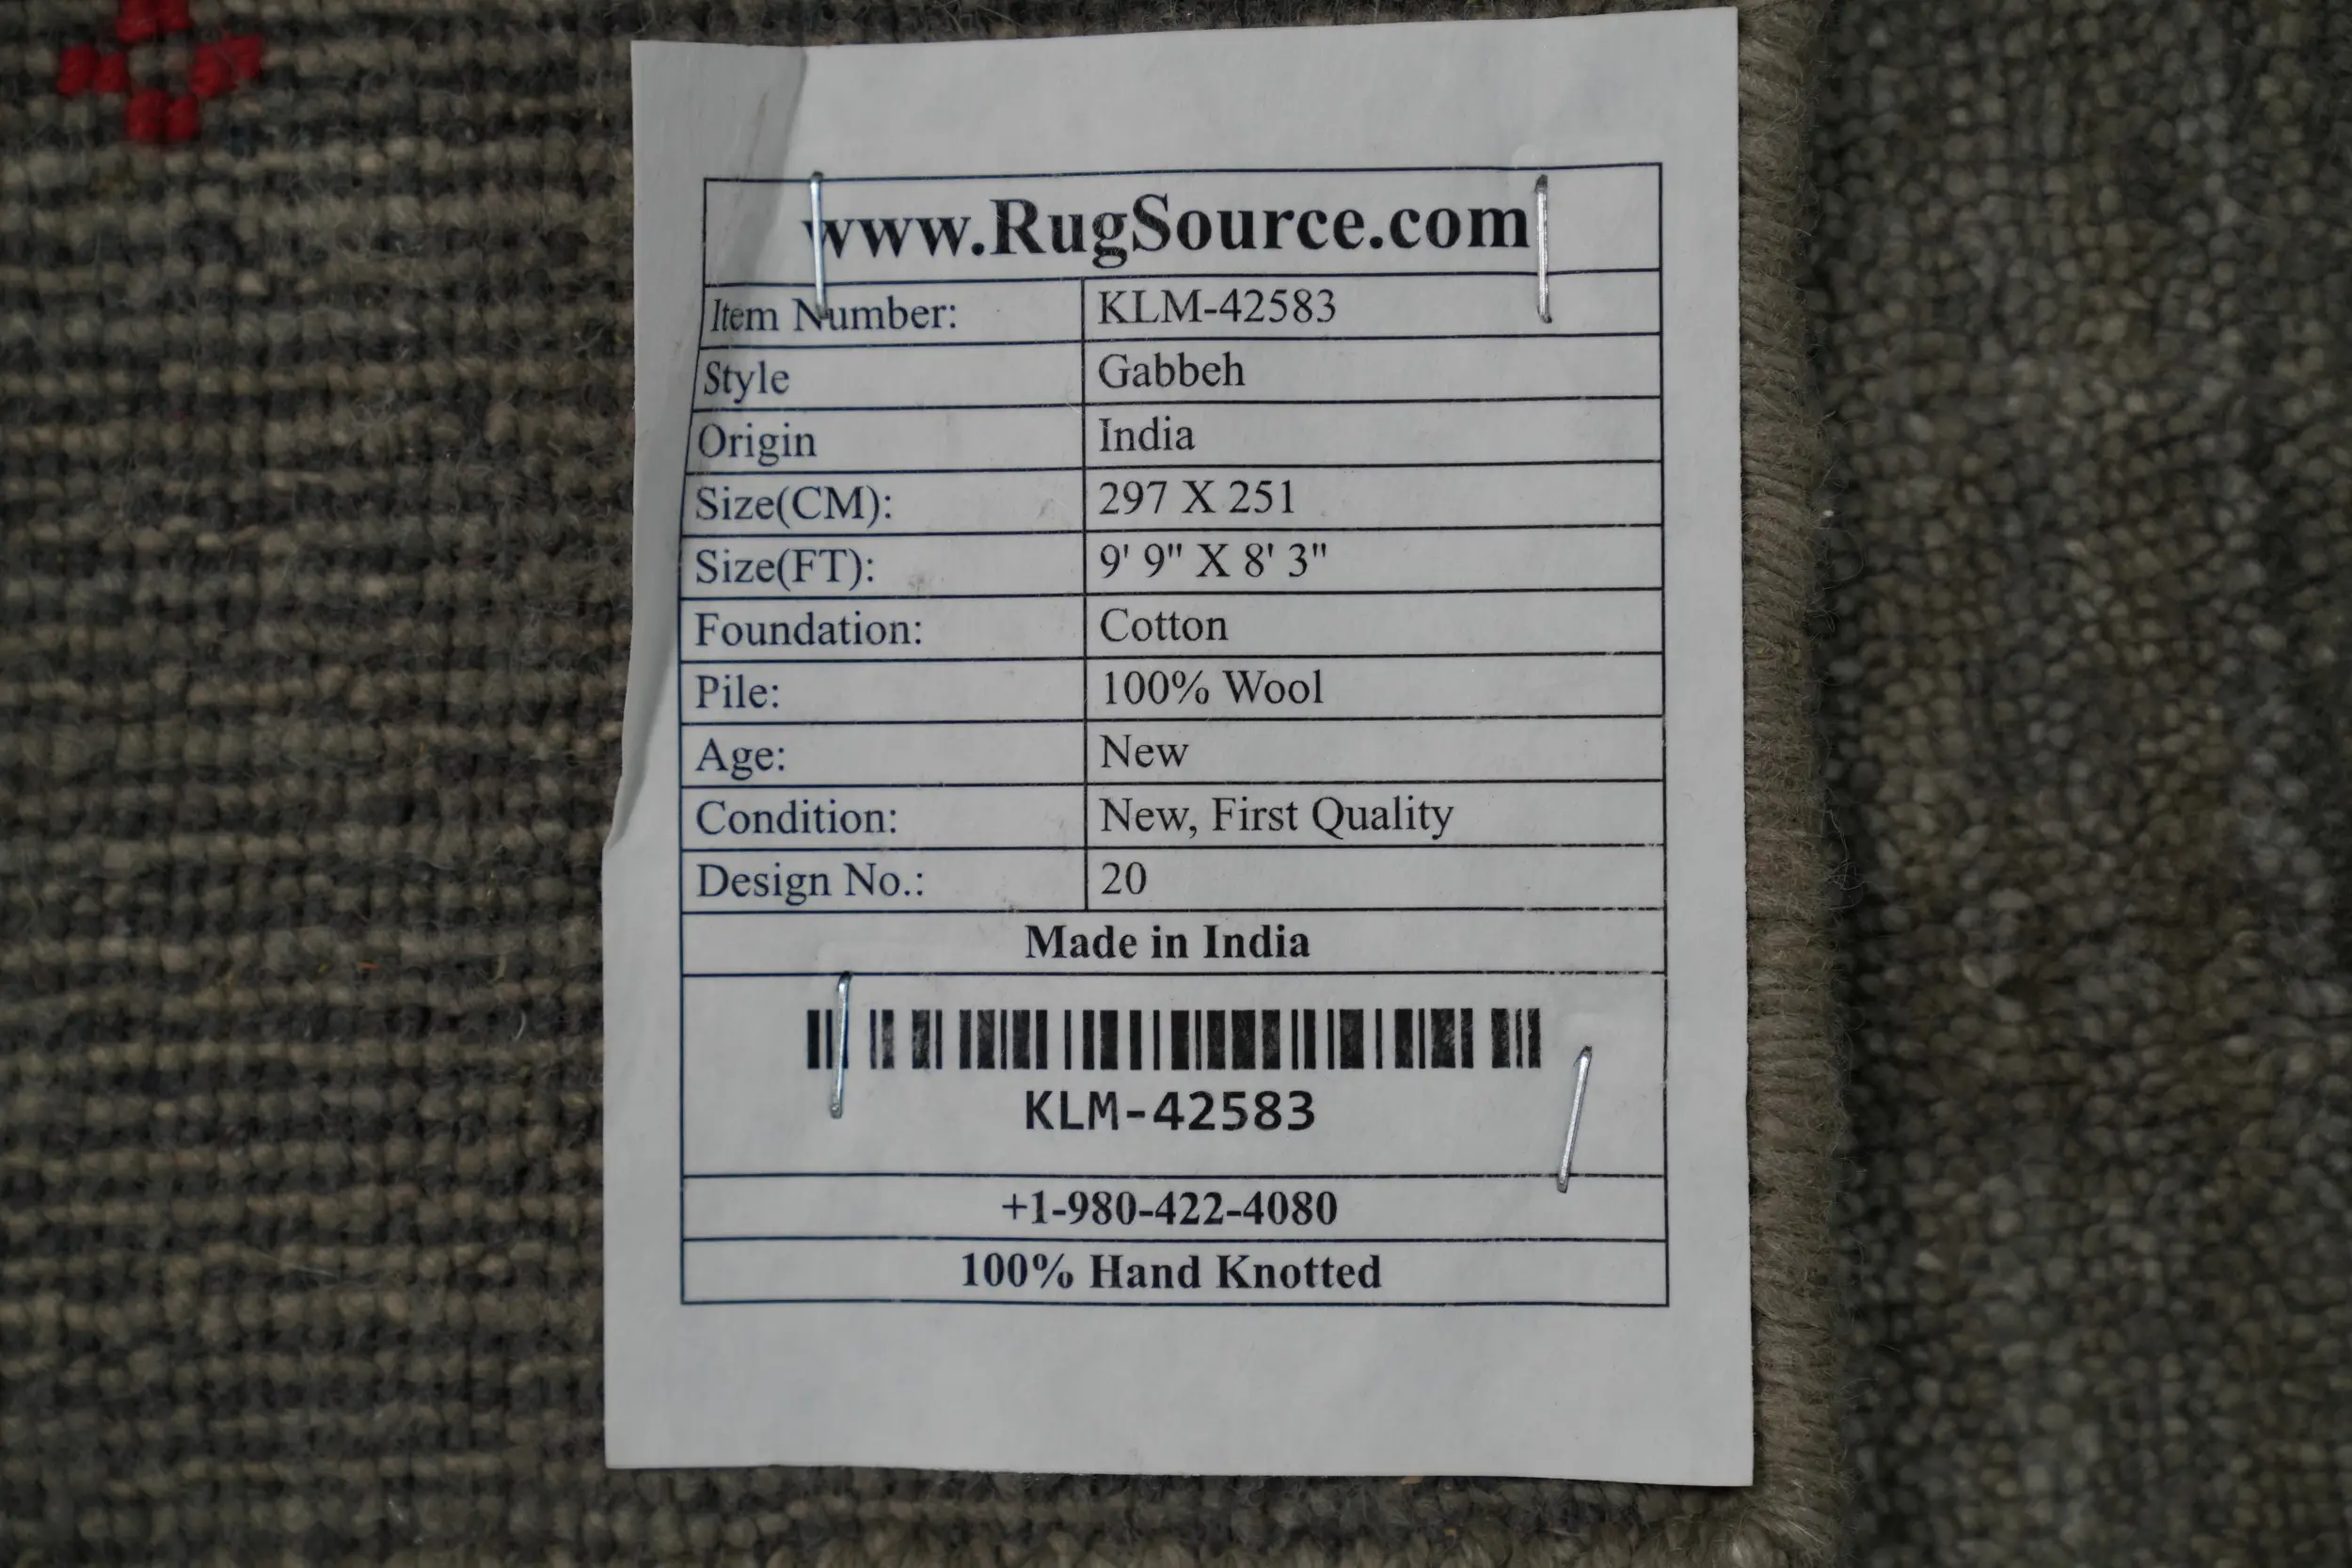 www.RugSource.com
Item Number: KLM-42583
Style Gabbeh
Origin India
Size(CM): 297 X 251
Size(FT): 9' 9" X 8' 3"
Foundation: Cotton
Pile: 100% Wool
Age: New
Condition: New, First Quality
Design No.: 20
Made in India
KLM-42583
+1-980-422-4080
100% Hand Knotted